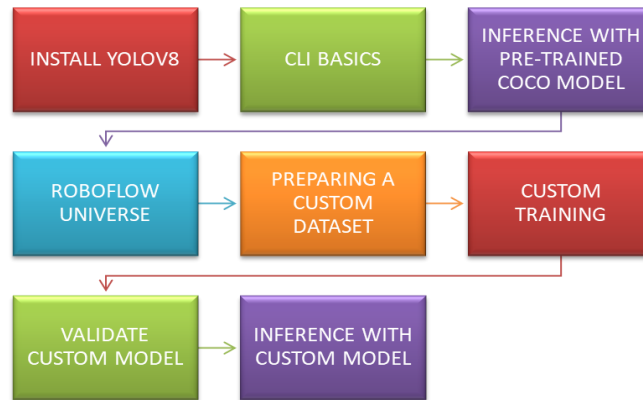 INSTALL YOLOV8
CLI BASICS
INFERENCE WITH
PRE-TRAINED
COCO MODEL
ROBOFLOW
UNIVERSE
PREPARING A
CUSTOM
DATASET
CUSTOM
TRAINING
VALIDATE
CUSTOM MODEL
INFERENCE WITH
CUSTOM MODEL